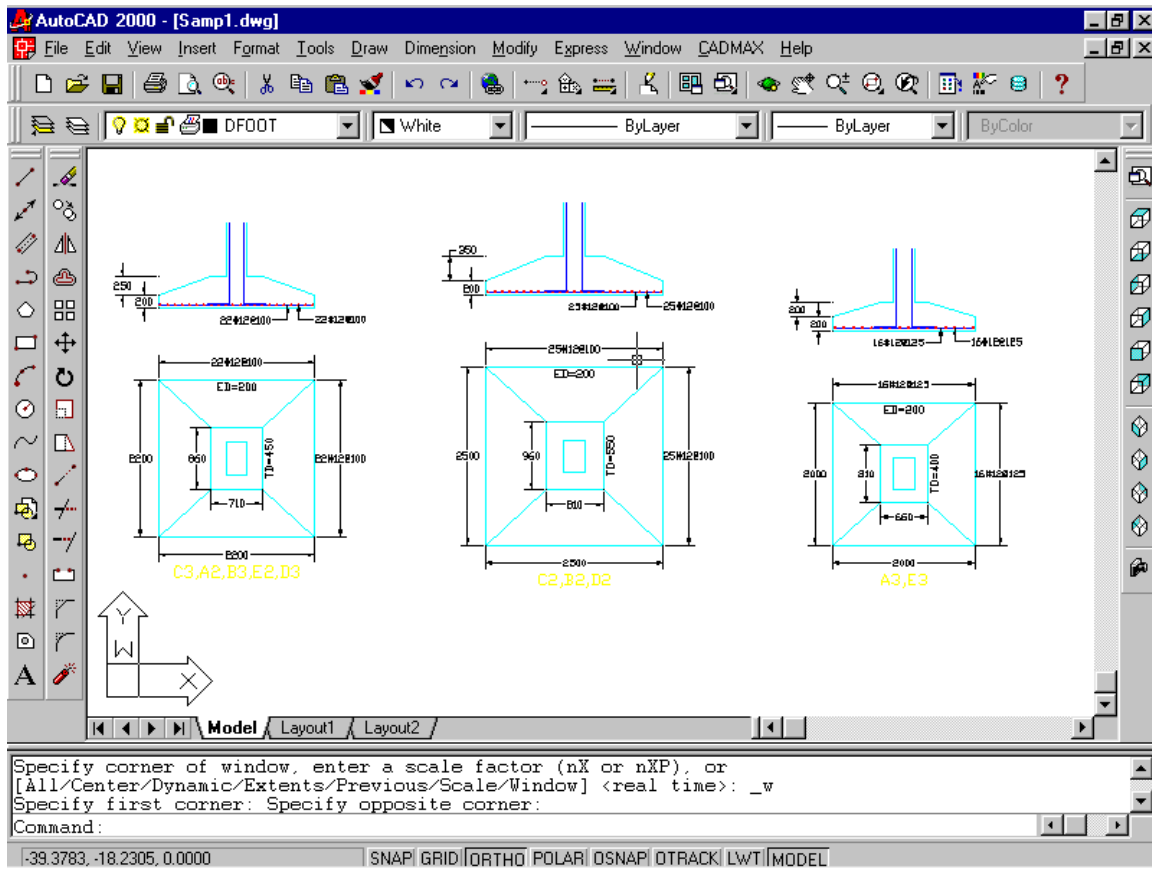 AutoCAD 2000 - [Samp1.dwg]
File Edit View Insert Format Tools Draw Dimension Modify Express Window CADMAX Help
DFOOT White ByLayer ByLayer ByColor
250
200
22#12@100 22#12@100
22#12@100
ED=200
2200 860 TD=450 22#12@100
710
2200
C3,A2,B3,E2,D3
350
200
25#12@100 25#12@100
25#12@100
ED=200
2500 960 TD=550 25#12@100
810
2500
C2,B2,D2
200
200
16#12@125 16#12@125
16#12@125
ED=200
2000 810 TD=400 16#12@125
660
2000
A3,E3
Y
W
X
A
Model Layout1 Layout2
Specify corner of window, enter a scale factor (nX or nXP), or
[All/Center/Dynamic/Extents/Previous/Scale/Window] <real time>: _w
Specify first corner: Specify opposite corner:
Command:
-39.3783, -18.2305, 0.0000 SNAP GRID ORTHO POLAR OSNAP OTRACK LWT MODEL